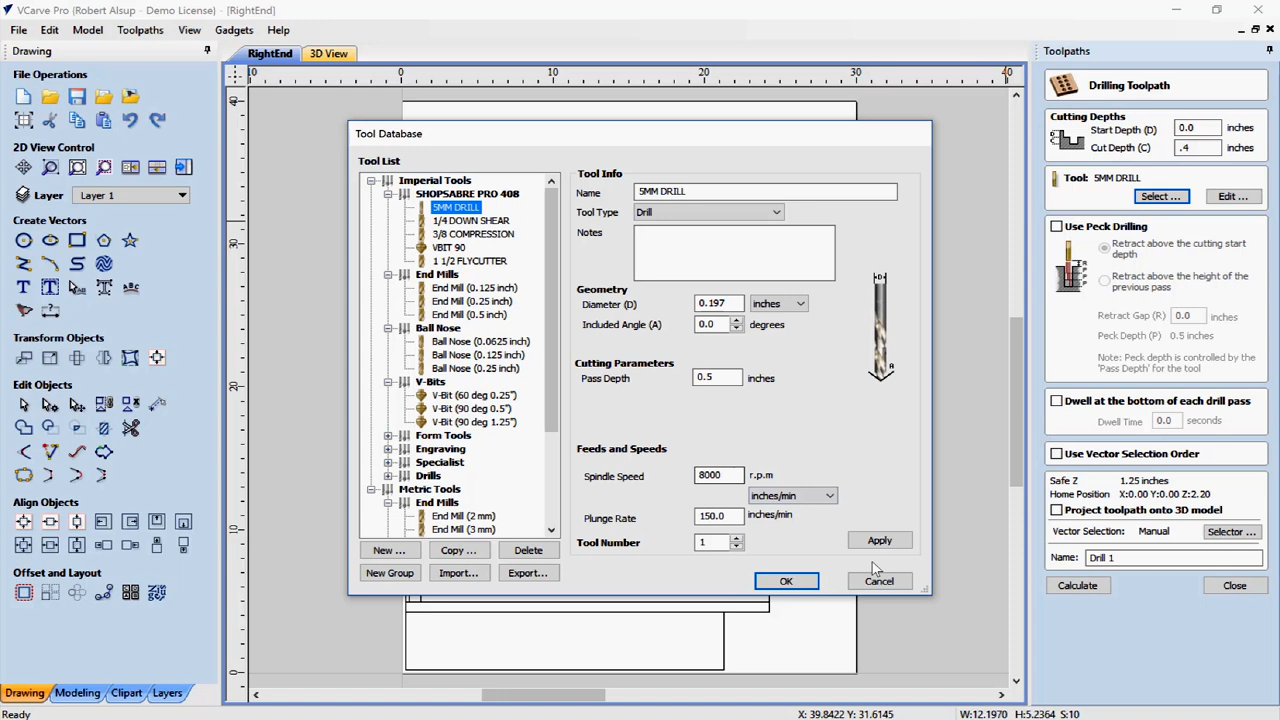 VCarve Pro (Robert Alsup - Demo License) - [RightEnd]
File Edit Model Toolpaths View Gadgets Help
Drawing
File Operations
2D View Control
Layer Layer 1
Create Vectors
Transform Objects
Edit Objects
Align Objects
Offset and Layout
Drawing Modeling Clipart Layers
Ready
RightEnd 3D View
10 0 10 20 30 40
40
30
20
10
0
Tool Database
Tool List
Imperial Tools
SHOPSABRE PRO 408
5MM DRILL
1/4 DOWN SHEAR
3/8 COMPRESSION
VBIT 90
1 1/2 FLYCUTTER
End Mills
End Mill (0.125 inch)
End Mill (0.25 inch)
End Mill (0.5 inch)
Ball Nose
Ball Nose (0.0625 inch)
Ball Nose (0.125 inch)
Ball Nose (0.25 inch)
V-Bits
V-Bit (60 deg 0.25")
V-Bit (90 deg 0.5")
V-Bit (90 deg 1.25")
Form Tools
Engraving
Specialist
Drills
Metric Tools
End Mills
End Mill (2 mm)
End Mill (3 mm)
New ... Copy ... Delete
New Group Import... Export...
Tool Info
Name 5MM DRILL
Tool Type Drill
Notes
Geometry
Diameter (D) 0.197 inches
Included Angle (A) 0.0 degrees
Cutting Parameters
Pass Depth 0.5 inches
Feeds and Speeds
Spindle Speed 8000 r.p.m
inches/min
Plunge Rate 150.0 inches/min
Tool Number 1
Apply
OK Cancel
D
A
Toolpaths
Drilling Toolpath
Cutting Depths
Start Depth (D) 0.0 inches
Cut Depth (C) .4 inches
Tool: 5MM DRILL
Select ... Edit ...
Use Peck Drilling
Retract above the cutting start depth
Retract above the height of the previous pass
Retract Gap (R) 0.0 inches
Peck Depth (P) 0.5 inches
Note: Peck depth is controlled by the 'Pass Depth' for the tool
Dwell at the bottom of each drill pass
Dwell Time 0.0 seconds
Use Vector Selection Order
Safe Z 1.25 inches
Home Position X:0.00 Y:0.00 Z:2.20
Project toolpath onto 3D model
Vector Selection: Manual Selector ...
Name: Drill 1
Calculate Close
X: 39.8422 Y: 31.6145 W:12.1970 H:5.2364 S:10